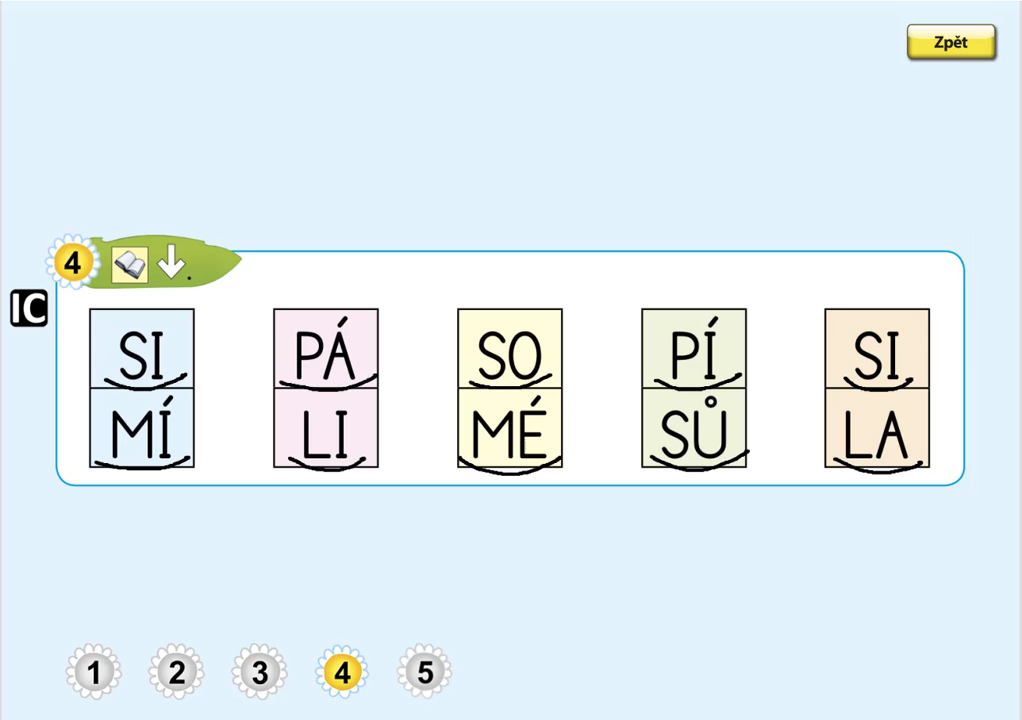 Zpět
4 .
IC
SI PÁ SO PÍ SI
MÍ LI MÉ SŮ LA
1 2 3 4 5